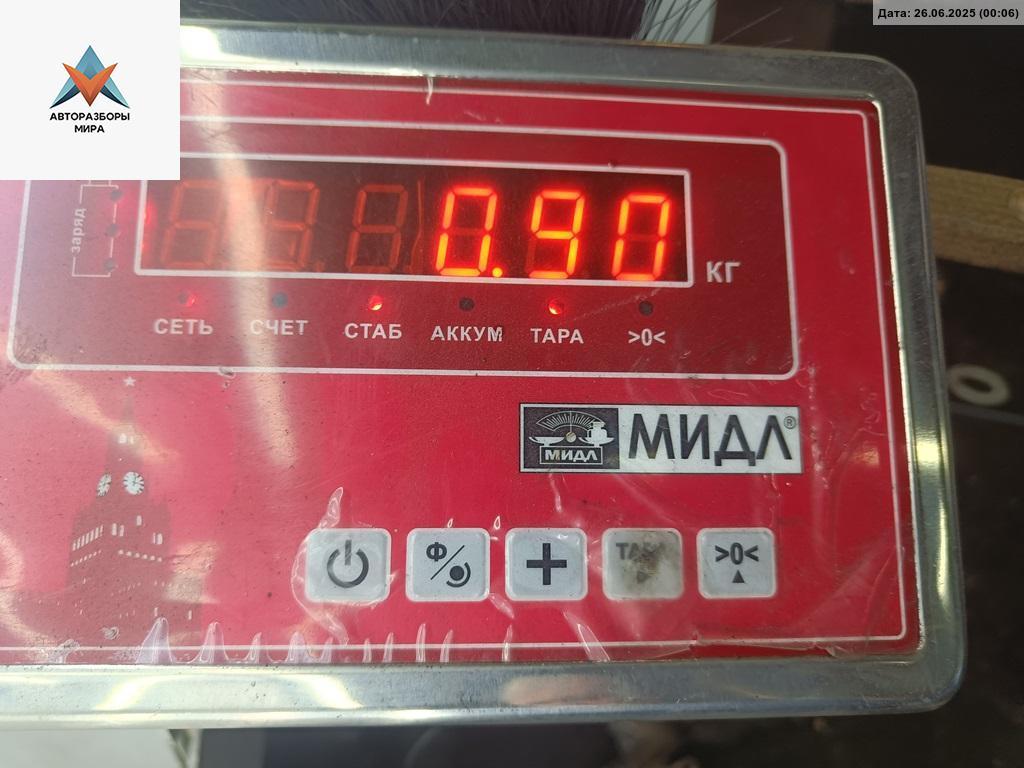 Дата: 26.06.2025 (00:06)
АВТОРАЗБОРЫ
МИРА
заряд
0.90
КГ
СЕТЬ СЧЕТ СТАБ АККУМ ТАРА >0<
МИДЛ МИДЛ®
Ф/ + ТАРА >0<